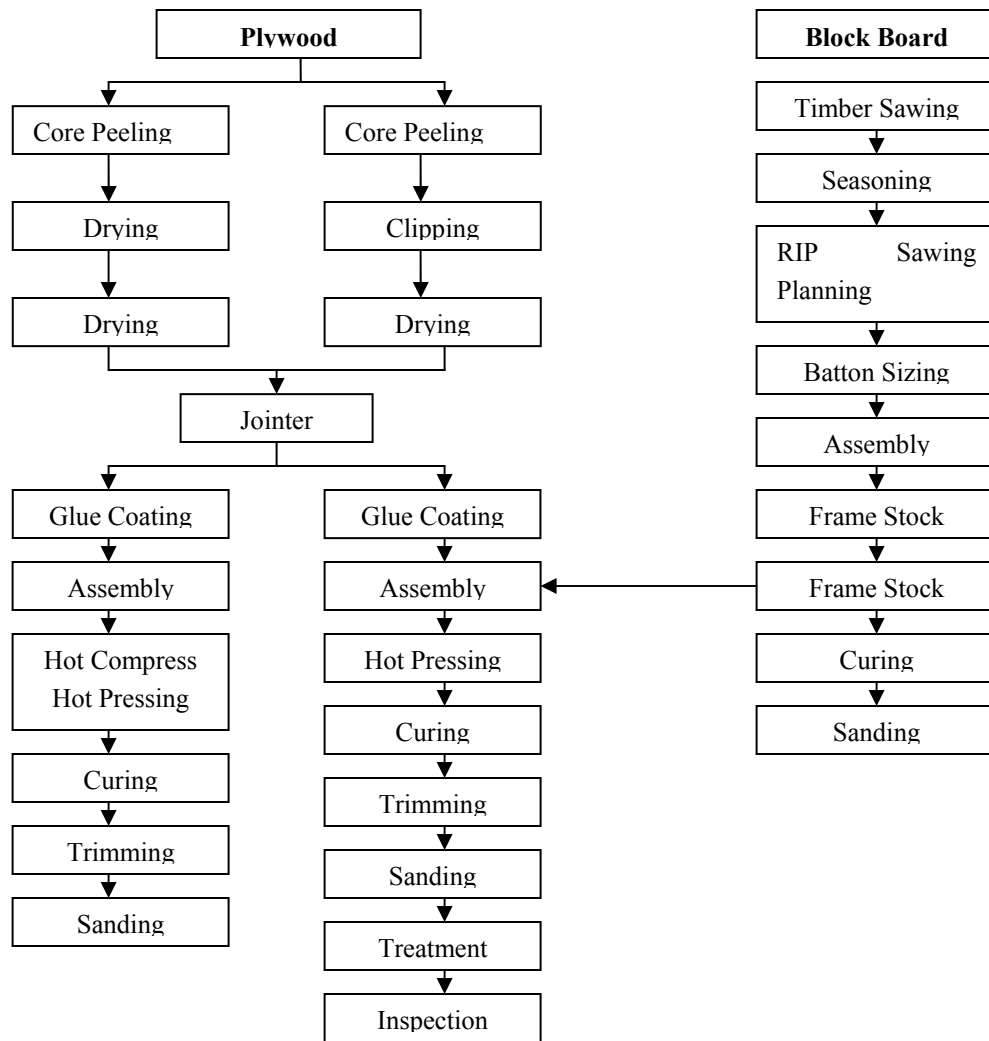 Plywood
Block Board
Timber Sawing
Core Peeling
Core Peeling
Seasoning
Drying
Clipping
RIP Sawing
Planning
Drying
Drying
Batton Sizing
Jointer
Assembly
Glue Coating
Glue Coating
Frame Stock
Assembly
Assembly
Frame Stock
Hot Compress
Hot Pressing
Hot Pressing
Curing
Curing
Sanding
Curing
Trimming
Trimming
Sanding
Sanding
Treatment
Inspection